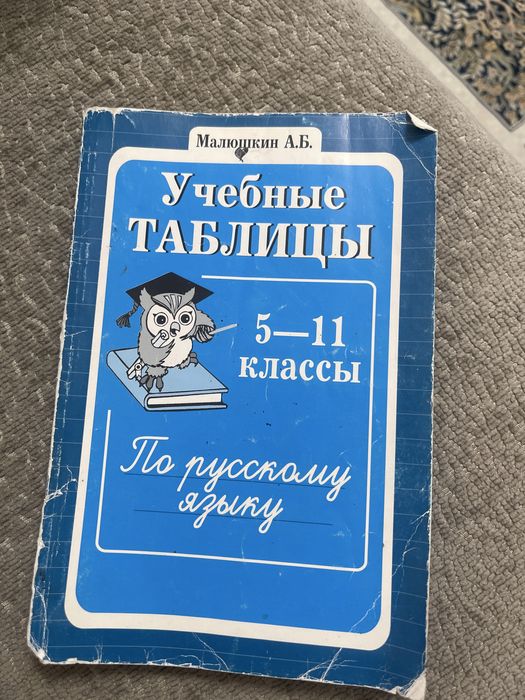 Малюшкин А.Б.
Учебные
ТАБЛИЦЫ
5—11
классы
По русскому
языку